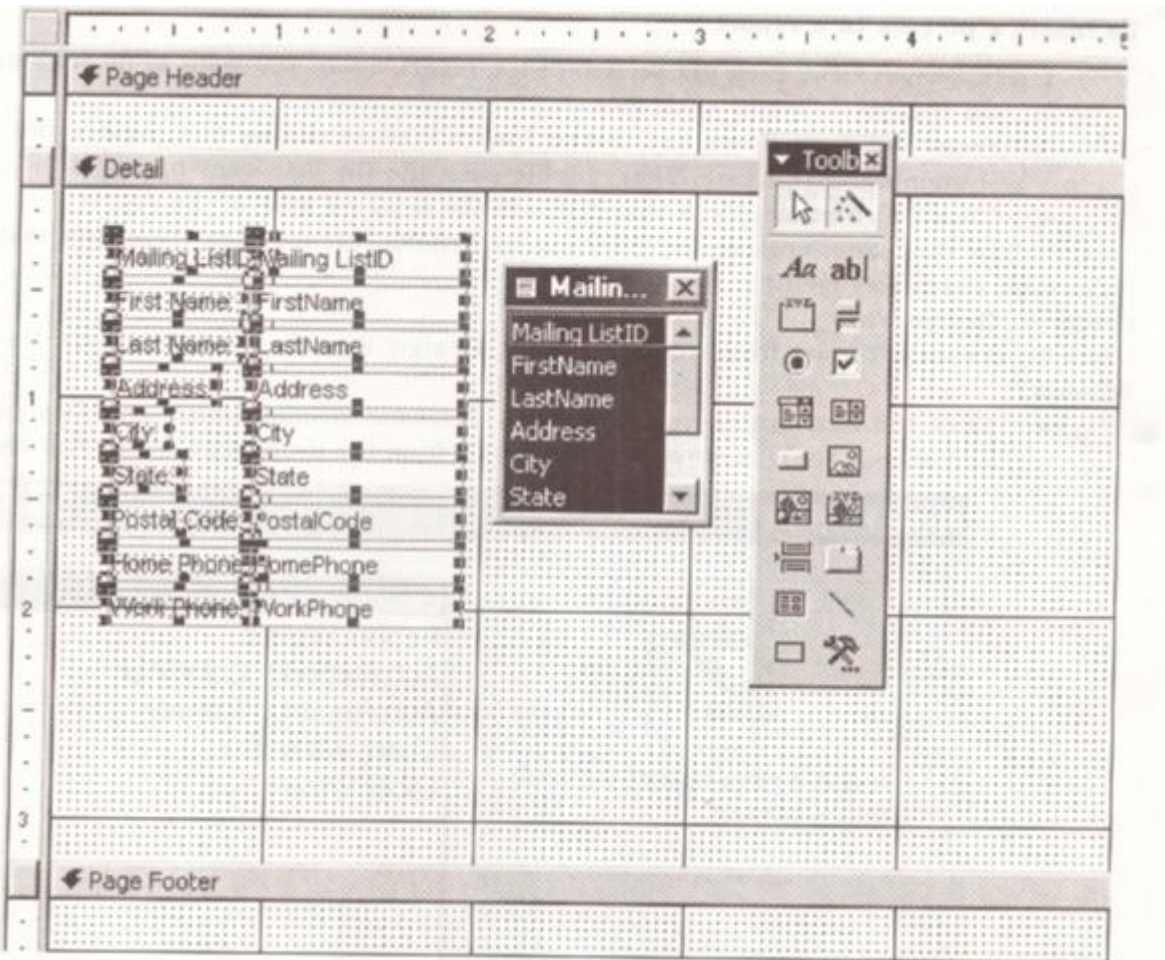 1 2 3 4 5
Page Header
Detail
Mailing ListID Mailing ListID
First Name: FirstName
Last Name: LastName
Address: Address
City: City
State: State
Postal Code: PostalCode
Home Phone: HomePhone
Work Phone: WorkPhone
1
2
3
Mailin...
Mailing ListID
FirstName
LastName
Address
City
State
Toolb
Aa ab|
XYZ
Page Footer